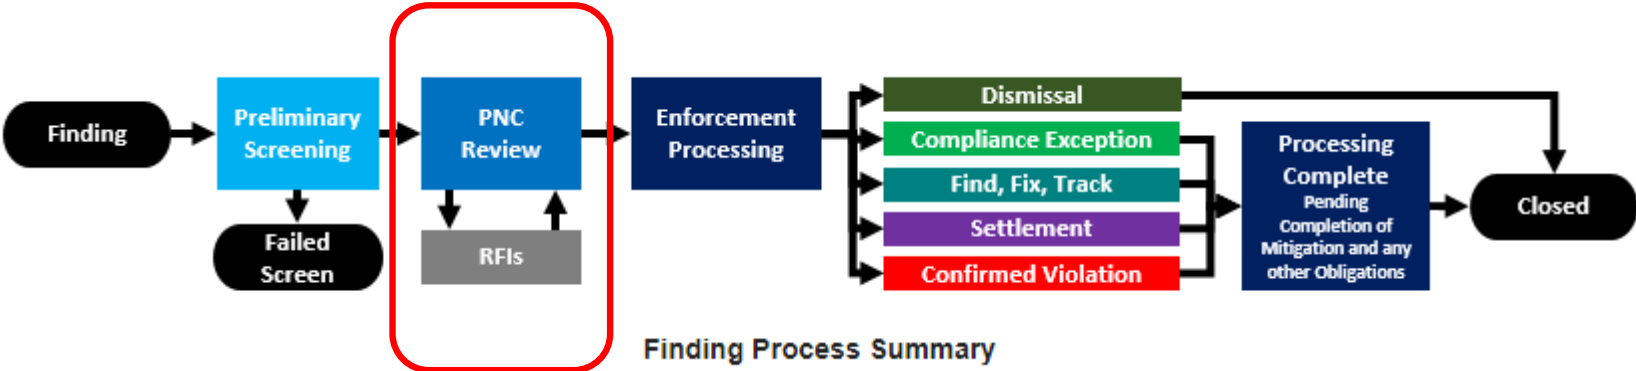 Finding
Preliminary
Screening
Failed
Screen
PNC
Review
RFIs
Enforcement
Processing
Dismissal
Compliance Exception
Find, Fix, Track
Settlement
Confirmed Violation
Processing
Complete
Pending
Completion of
Mitigation and any
other Obligations
Closed
Finding Process Summary